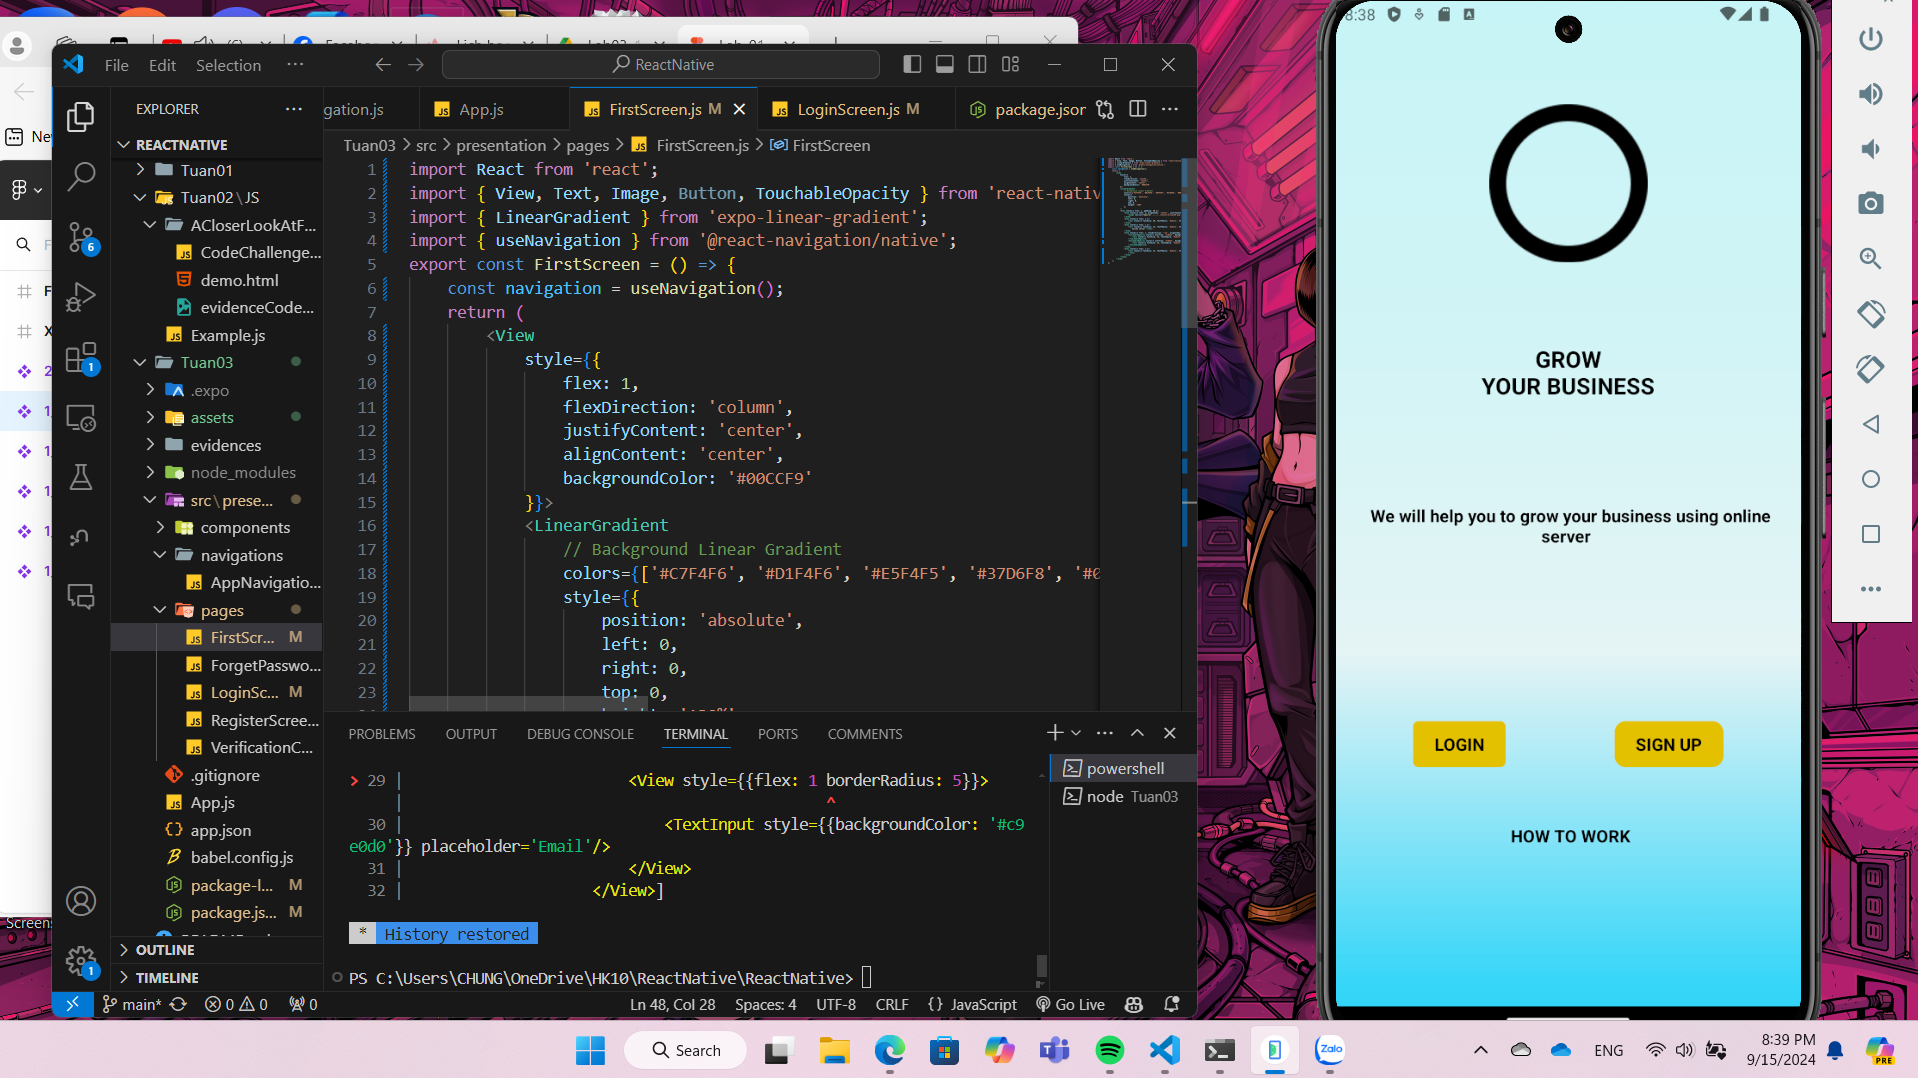 File Edit Selection ···
ReactNative
EXPLORER
gation.js
App.js
FirstScreen.js M
LoginScreen.js M
package.jsor
REACTNATIVE
Tuan03 > src > presentation > pages > FirstScreen.js > FirstScreen
Tuan01
Tuan02\JS
ACloserLookAtF...
CodeChallenge...
demo.html
evidenceCode...
Example.js
Tuan03
.expo
assets
evidences
node_modules
src\prese...
components
navigations
AppNavigatio...
pages
FirstScr... M
ForgetPasswo...
LoginSc... M
RegisterScree...
VerificationC...
.gitignore
App.js
app.json
babel.config.js
package-l... M
package.js... M
OUTLINE
TIMELINE
6
1
1
1 import React from 'react';
2 import { View, Text, Image, Button, TouchableOpacity } from 'react-nativ
3 import { LinearGradient } from 'expo-linear-gradient';
4 import { useNavigation } from '@react-navigation/native';
5 export const FirstScreen = () => {
6 const navigation = useNavigation();
7 return (
8 <View
9 style={{
10 flex: 1,
11 flexDirection: 'column',
12 justifyContent: 'center',
13 alignContent: 'center',
14 backgroundColor: '#00CCF9'
15 }}>
16 <LinearGradient
17 // Background Linear Gradient
18 colors={['#C7F4F6', '#D1F4F6', '#E5F4F5', '#37D6F8', '#0
19 style={{
20 position: 'absolute',
21 left: 0,
22 right: 0,
23 top: 0,
PROBLEMS OUTPUT DEBUG CONSOLE TERMINAL PORTS COMMENTS
powershell
node Tuan03
> 29 | <View style={{flex: 1 borderRadius: 5}}>
| ^
30 | <TextInput style={{backgroundColor: '#c9
e0d0'}} placeholder='Email'/>
31 | </View>
32 | </View>]
* History restored
PS C:\Users\CHUNG\OneDrive\HK10\ReactNative\ReactNative>
main* 0 0 0
Ln 48, Col 28 Spaces: 4 UTF-8 CRLF {} JavaScript Go Live
8:38
GROW
YOUR BUSINESS
We will help you to grow your business using online
server
LOGIN
SIGN UP
HOW TO WORK
Search
Zalo
ENG
8:39 PM
9/15/2024
PRE